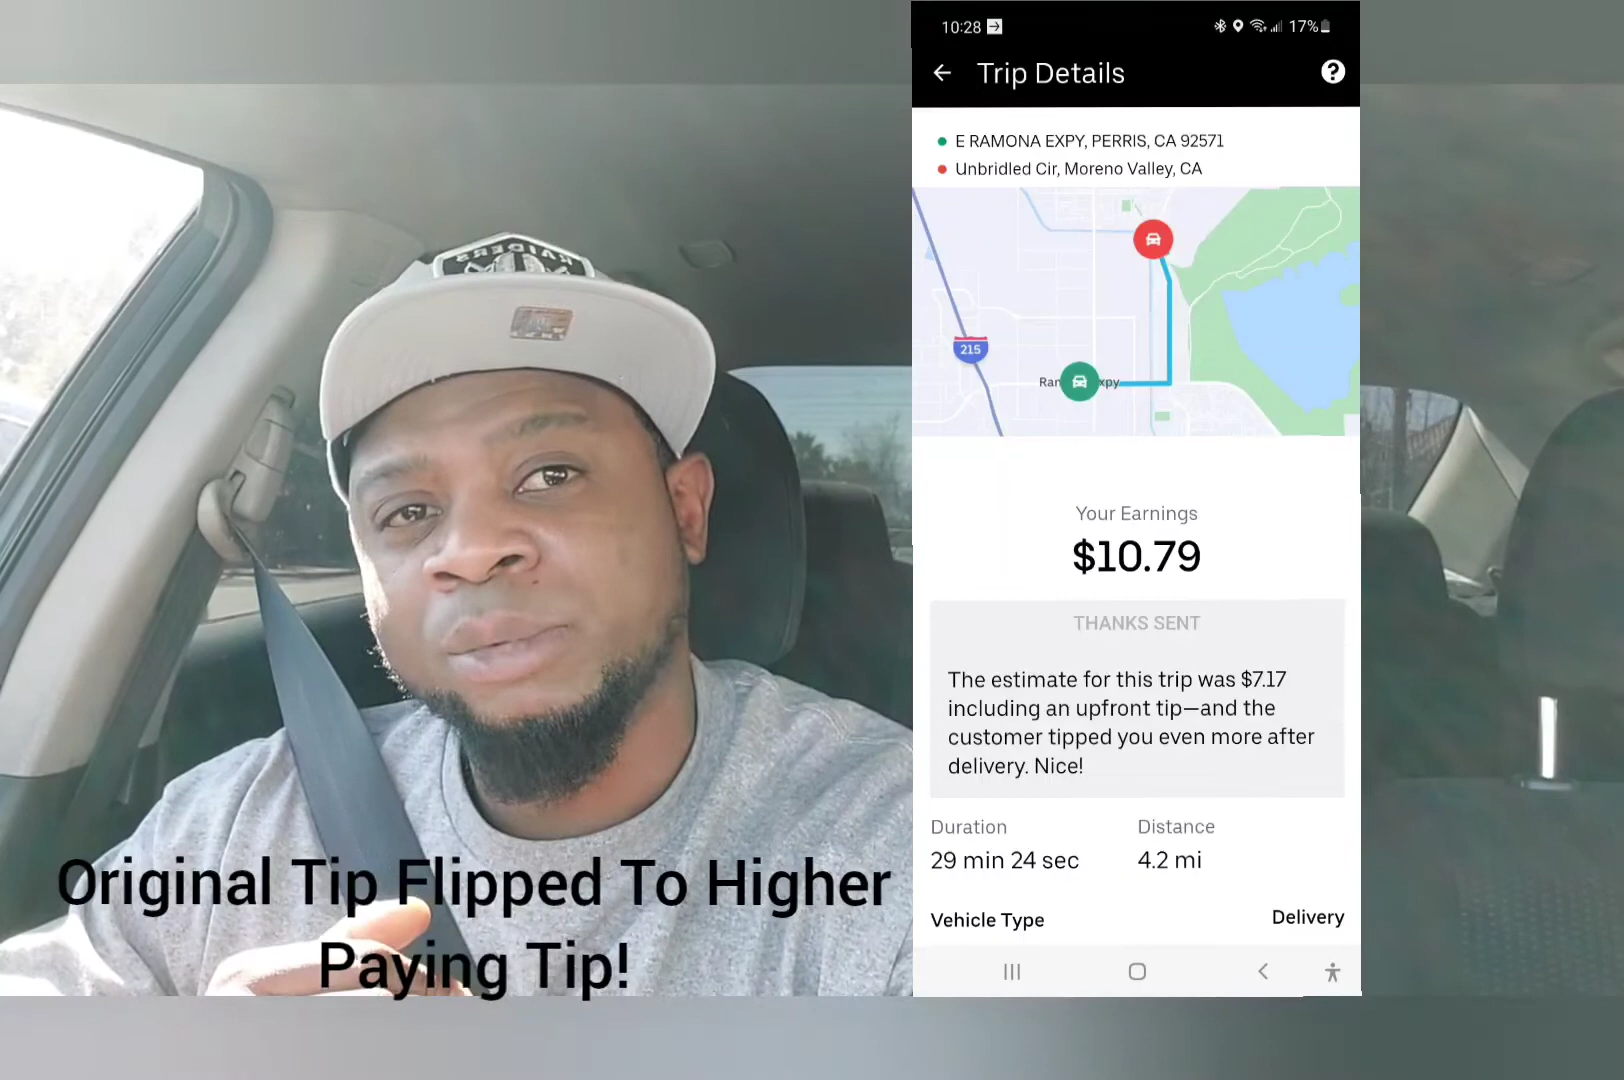 RAIDERS
10:28
17%
Trip Details
E RAMONA EXPY, PERRIS, CA 92571
Unbridled Cir, Moreno Valley, CA
215
Ran
xpy
Your Earnings
$10.79
THANKS SENT
The estimate for this trip was $7.17
including an upfront tip—and the
customer tipped you even more after
delivery. Nice!
Duration
Distance
29 min 24 sec
4.2 mi
Vehicle Type
Delivery
Original Tip Flipped To Higher
Paying Tip!